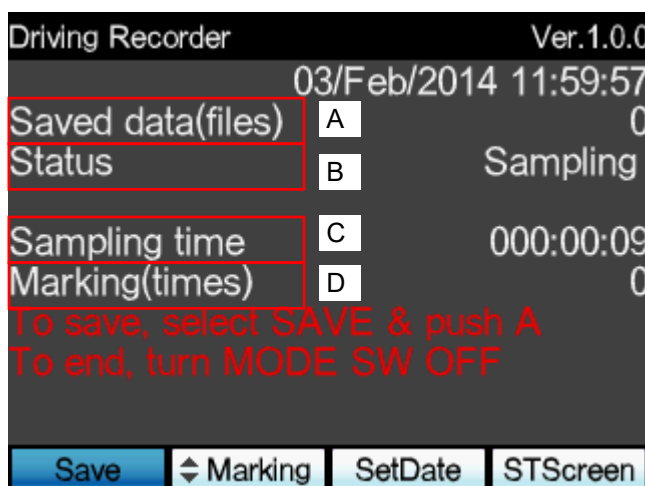 Driving Recorder Ver.1.0.0
03/Feb/2014 11:59:57
Saved data(files) A 0
Status B Sampling
Sampling time C 000:00:09
Marking(times) D 0
To save, select SAVE & push A
To end, turn MODE SW OFF
Save Marking SetDate STScreen